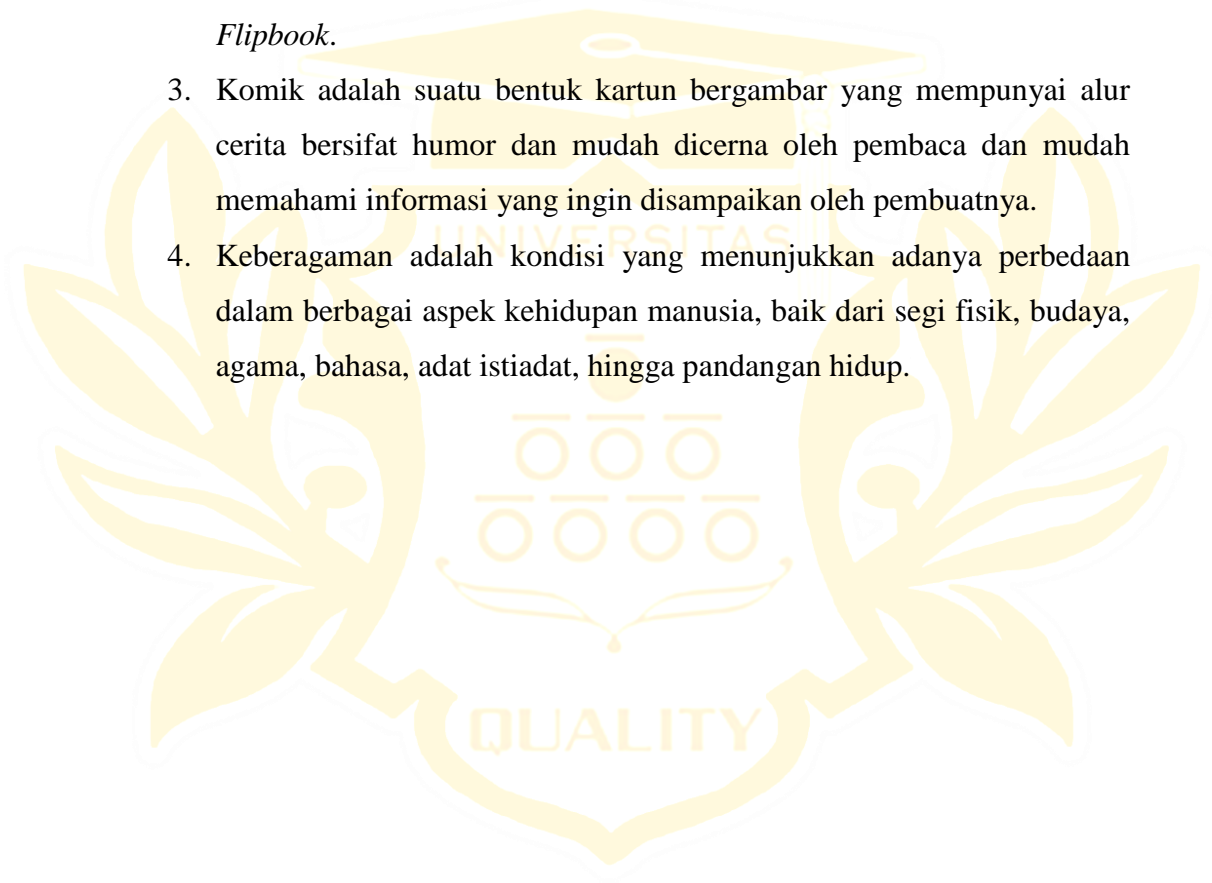 Flipbook.
3. Komik adalah suatu bentuk kartun bergambar yang mempunyai alur
cerita bersifat humor dan mudah dicerna oleh pembaca dan mudah
memahami informasi yang ingin disampaikan oleh pembuatnya.
UNIVERSITAS
4. Keberagaman adalah kondisi yang menunjukkan adanya perbedaan
dalam berbagai aspek kehidupan manusia, baik dari segi fisik, budaya,
agama, bahasa, adat istiadat, hingga pandangan hidup.
QUALITY